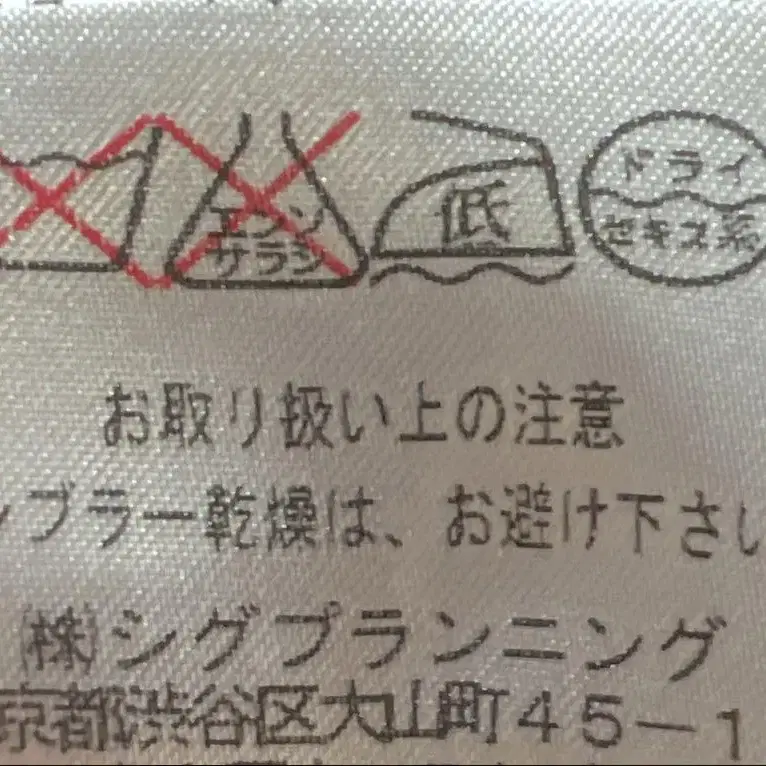 エンソ
サラシ
低
ドライ
セキユ系
お取り扱い上の注意
ンブラー乾燥は、お避け下さい
㈱シグプランニング
京都渋谷区大山町45-1